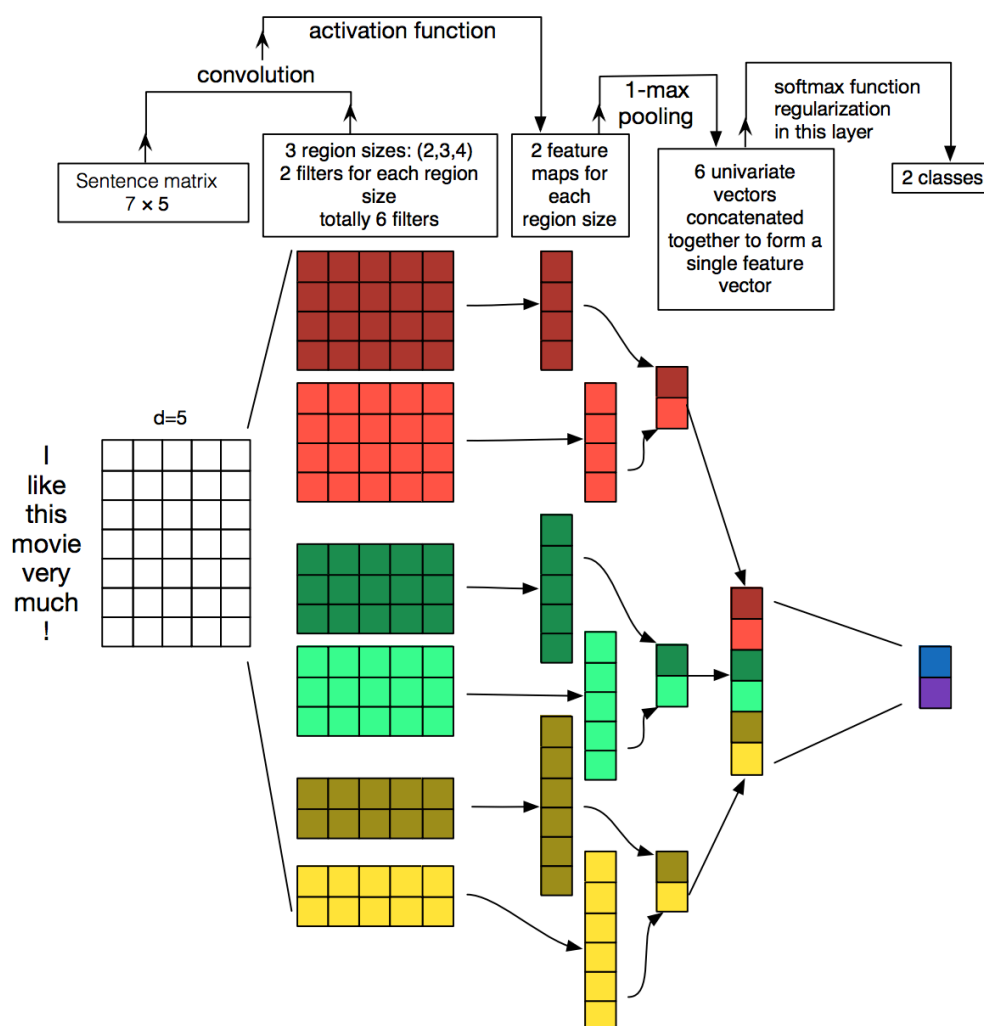 activation function
convolution
1-max
pooling
softmax function
regularization
in this layer
Sentence matrix
7 × 5
3 region sizes: (2,3,4)
2 filters for each region
size
totally 6 filters
2 feature
maps for
each
region size
6 univariate
vectors
concatenated
together to form a
single feature
vector
2 classes
d=5
I
like
this
movie
very
much
!